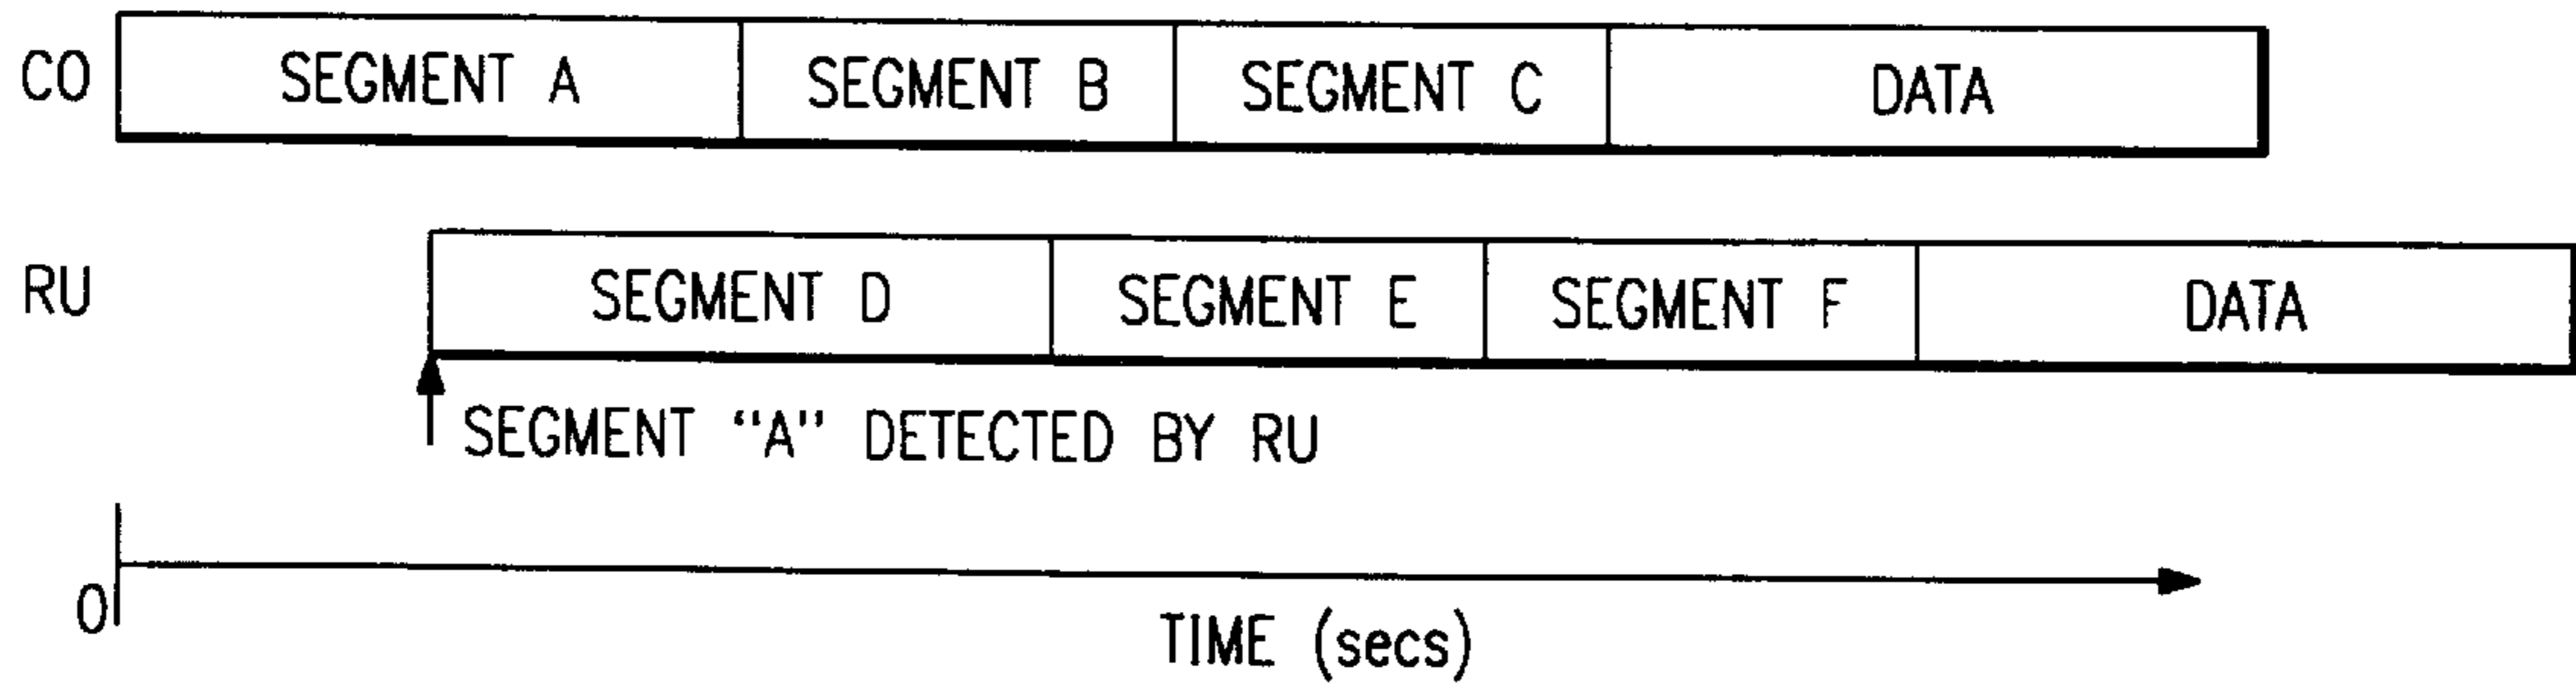 CO SEGMENT A SEGMENT B SEGMENT C DATA
RU SEGMENT D SEGMENT E SEGMENT F DATA
SEGMENT “A” DETECTED BY RU
0
TIME (secs)